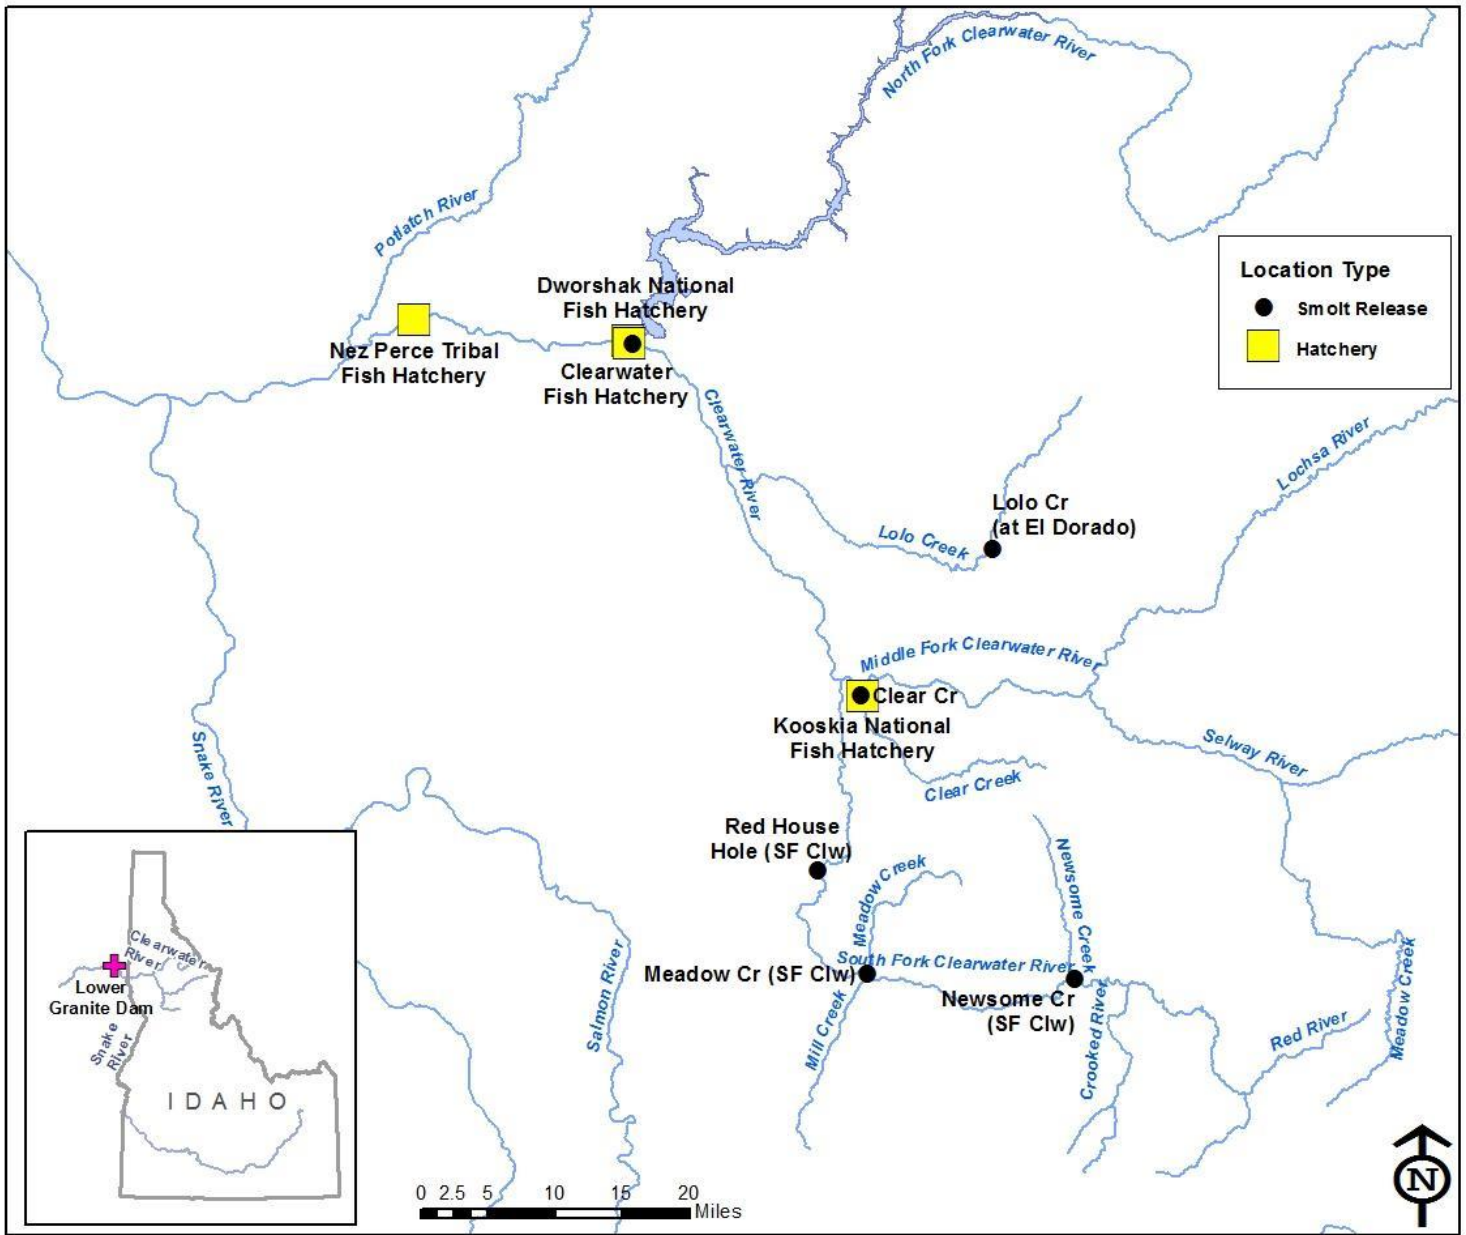 North Fork Clearwater River
Potlatch River
Location Type
Smolt Release
Hatchery
Dworshak National
Fish Hatchery
Nez Perce Tribal
Fish Hatchery
Clearwater
Fish Hatchery
Clearwater River
Lochsa River
Lolo Cr
(at El Dorado)
Lolo Creek
Middle Fork Clearwater River
Clear Cr
Kooskia National
Fish Hatchery
Selway River
Clear Creek
Snake River
Red House
Hole (SF Clw)
Meadow Creek
Newsome Creek
South Fork Clearwater River
Meadow Cr (SF Clw)
Newsome Cr
(SF Clw)
Mill Creek
Crooked River
Red River
Meadow Creek
Salmon River
Clearwater
River
Lower
Granite Dam
Snake
River
IDAHO
0 2.5 5 10 15 20
Miles
N